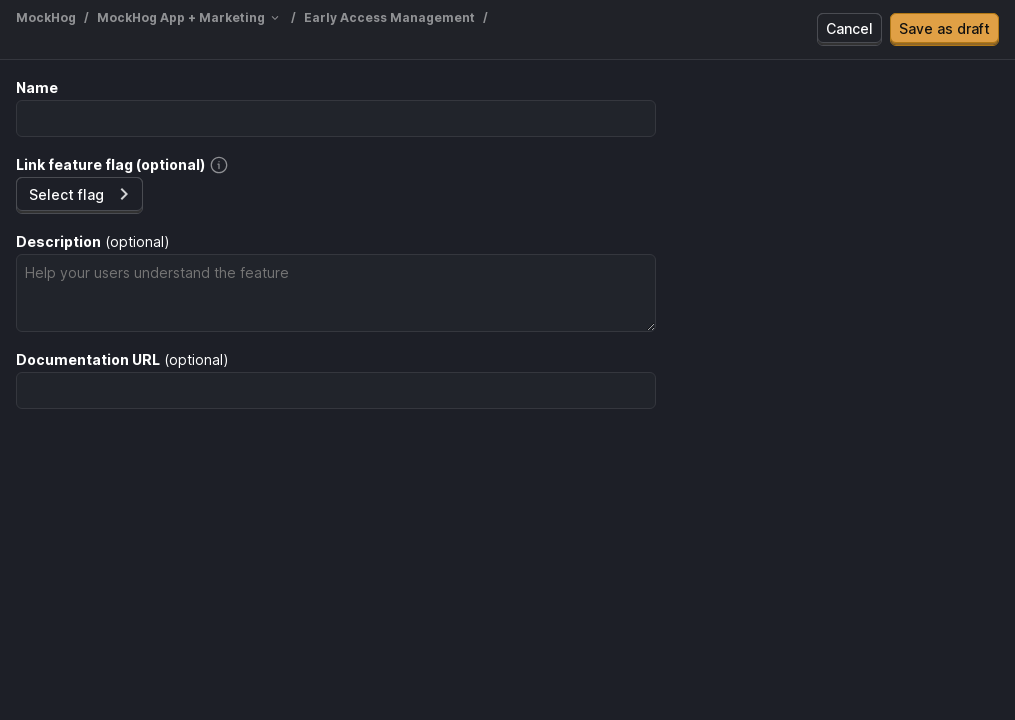 MockHog / MockHog App + Marketing / Early Access Management /
Cancel
Save as draft
Name
Link feature flag (optional)
Select flag
Description (optional)
Help your users understand the feature
Documentation URL (optional)